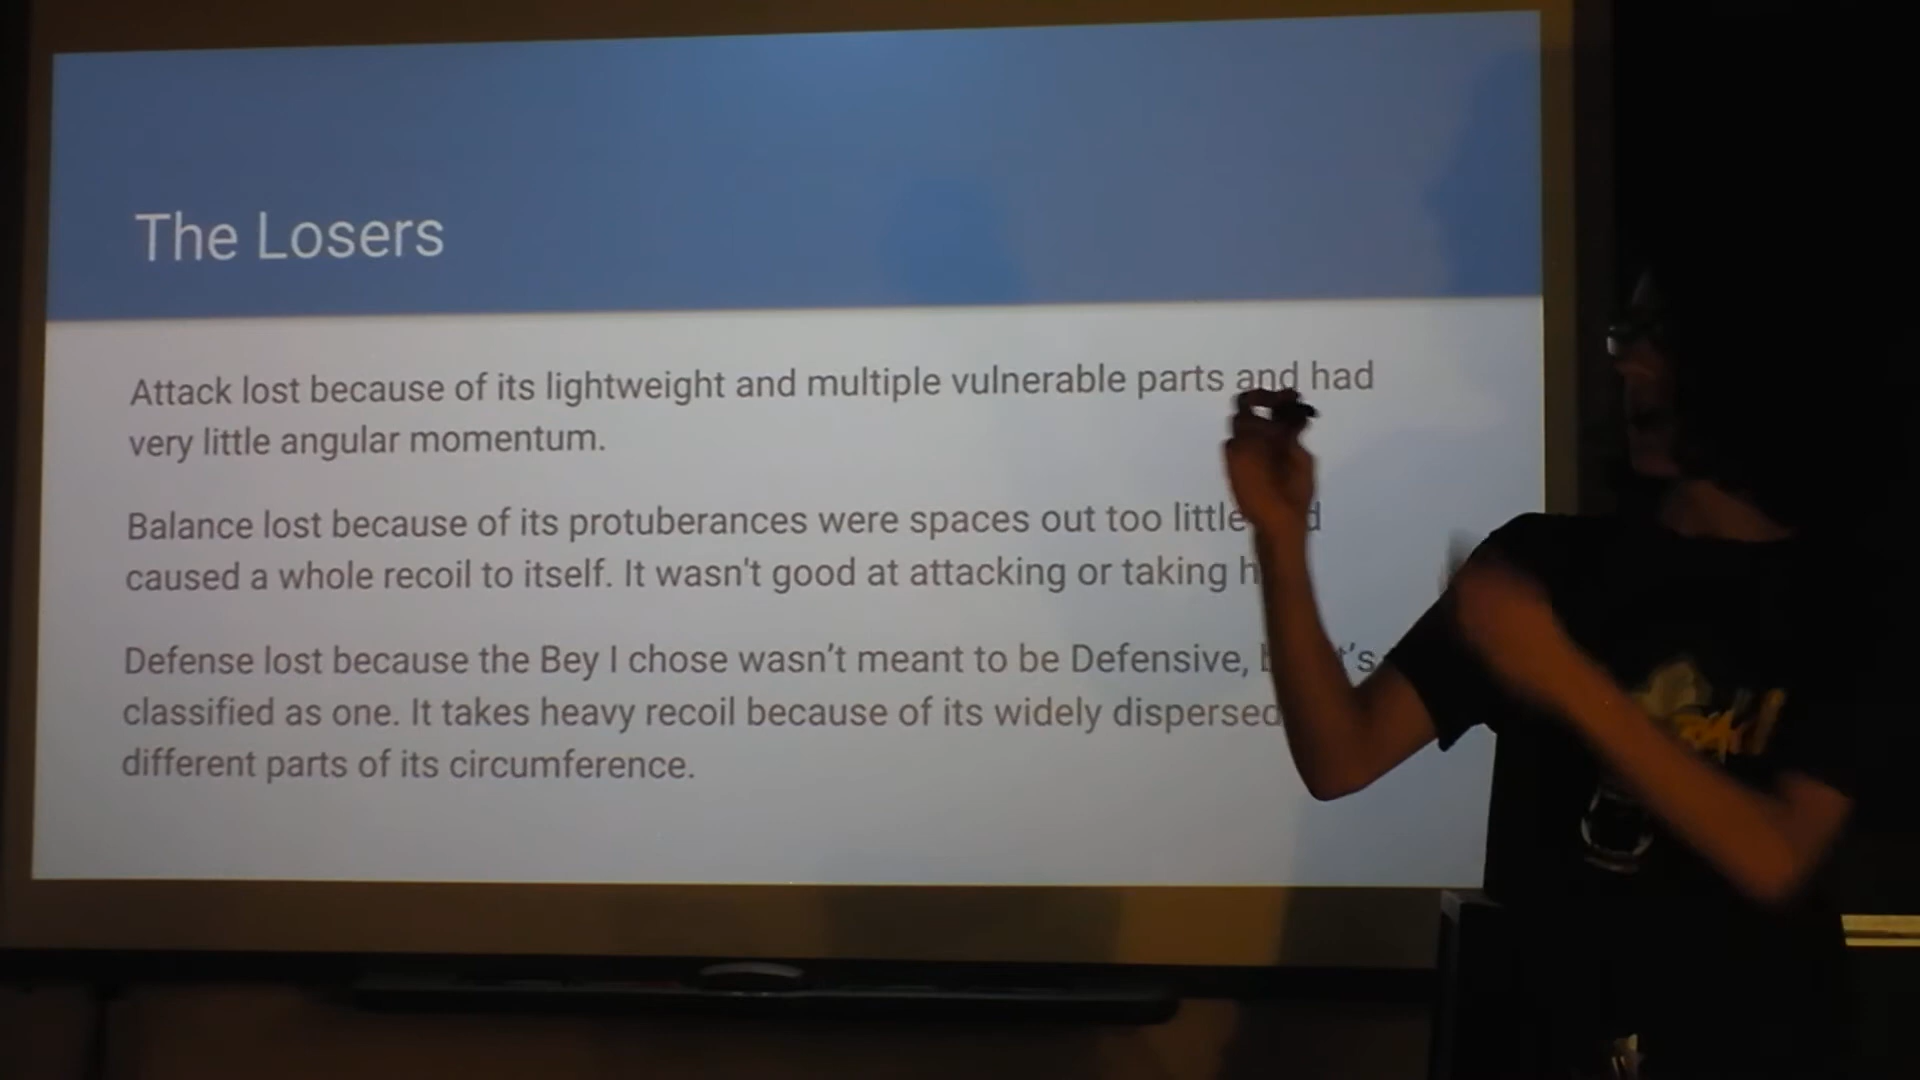 The Losers
Attack lost because of its lightweight and multiple vulnerable parts and had
very little angular momentum.
Balance lost because of its protuberances were spaces out too little
caused a whole recoil to itself. It wasn't good at attacking or taking
Defense lost because the Bey I chose wasn't meant to be Defensive,
classified as one. It takes heavy recoil because of its widely dispersed
different parts of its circumference.